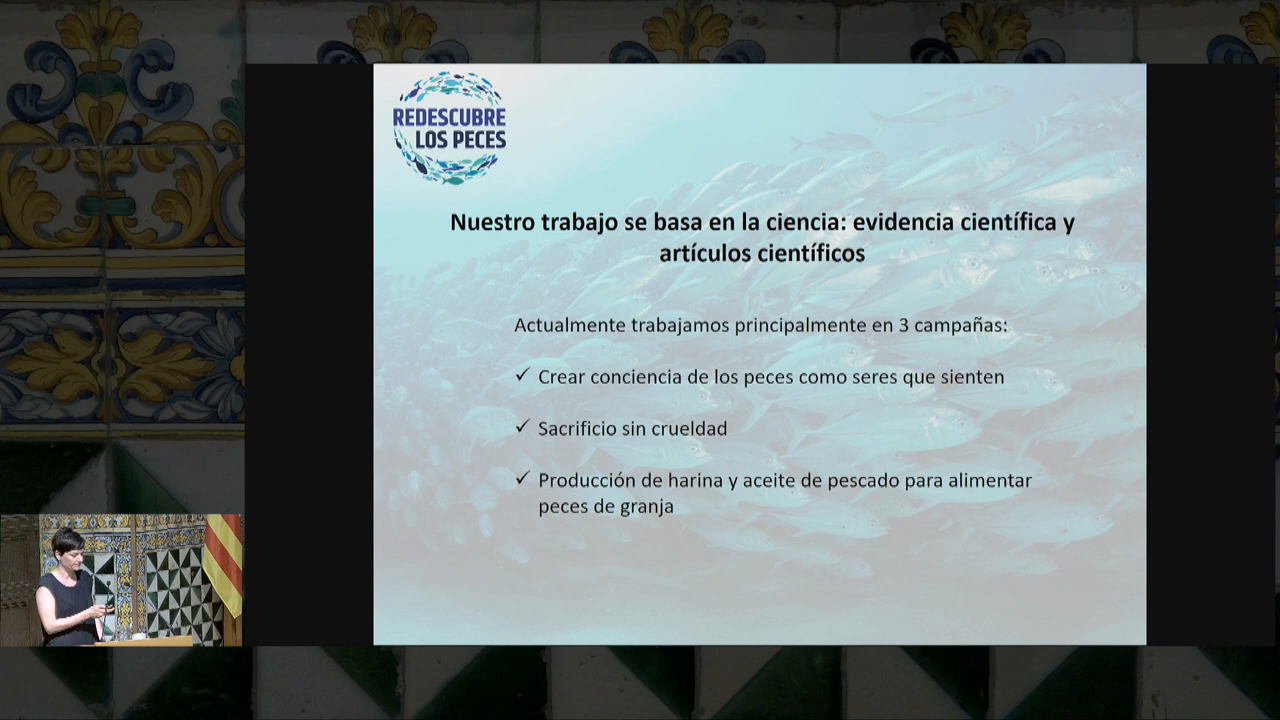 REDESCUBRE
LOS PECES
Nuestro trabajo se basa en la ciencia: evidencia científica y
artículos científicos
Actualmente trabajamos principalmente en 3 campañas:
✓ Crear conciencia de los peces como seres que sienten
✓ Sacrificio sin crueldad
✓ Producción de harina y aceite de pescado para alimentar
peces de granja